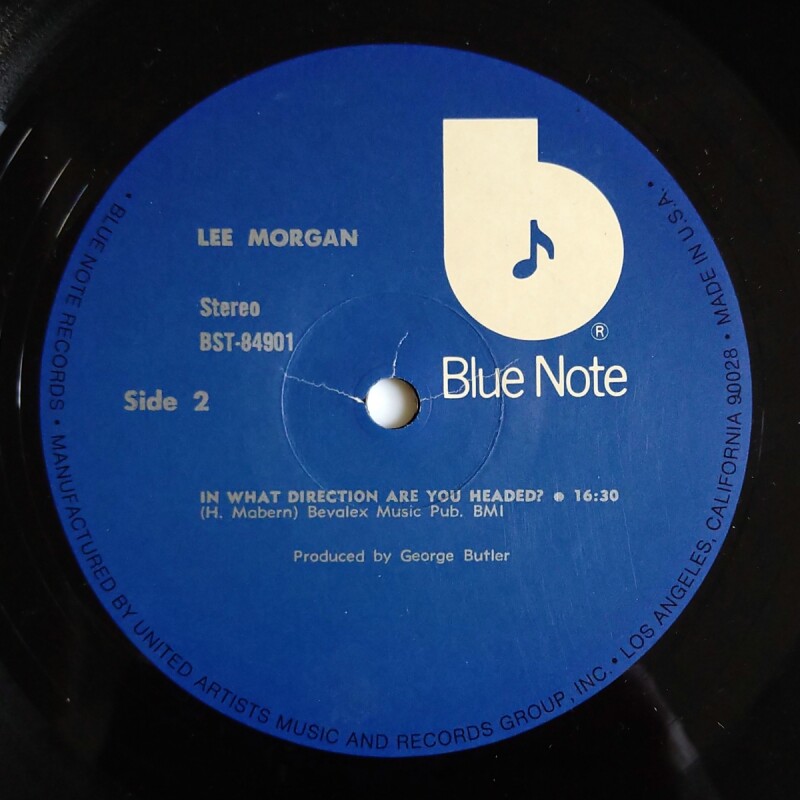 LEE MORGAN
Stereo
BST-84901
Side 2
b
®
Blue Note
IN WHAT DIRECTION ARE YOU HEADED? ● 16:30
(H. Mabern) Bevalex Music Pub. BMI
Produced by George Butler
• BLUE NOTE RECORDS • MANUFACTURED BY UNITED ARTISTS MUSIC AND RECORDS GROUP, INC. • LOS ANGELES, CALIFORNIA 90028 • MADE IN U.S.A. •